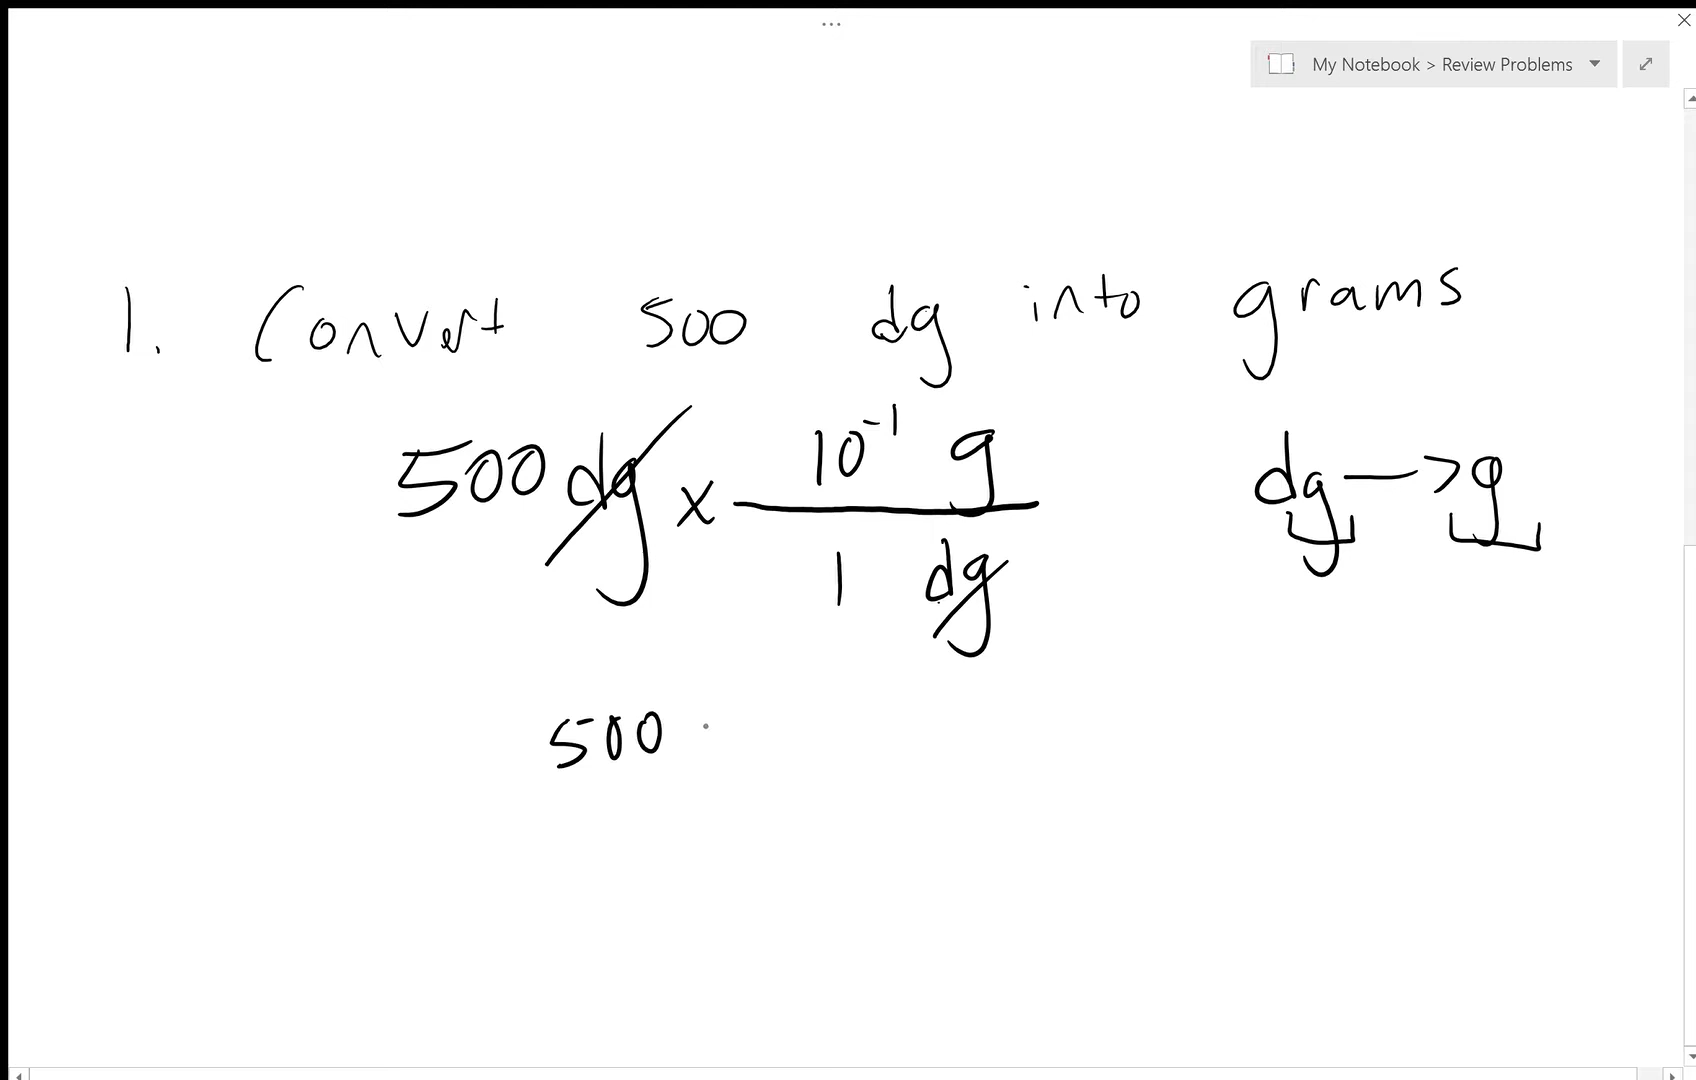 My Notebook > Review Problems
1. Convert 500 dg into grams
500 dg x 10⁻¹ g / 1 dg
dg —> g
500